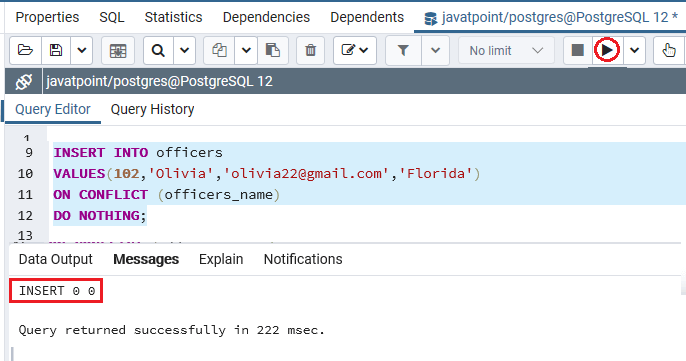 Properties SQL Statistics Dependencies Dependents javatpoint/postgres@PostgreSQL 12 *
No limit
javatpoint/postgres@PostgreSQL 12
Query Editor Query History
1
9 INSERT INTO officers
10 VALUES(102,'Olivia','olivia22@gmail.com','Florida')
11 ON CONFLICT (officers_name)
12 DO NOTHING;
13
Data Output Messages Explain Notifications
INSERT 0 0
Query returned successfully in 222 msec.